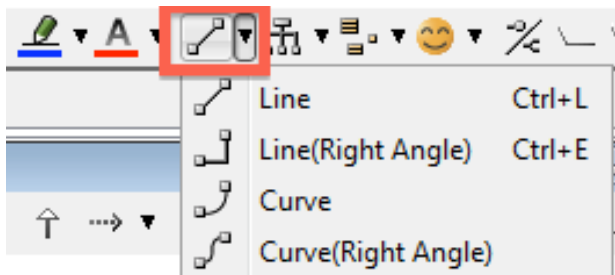 A
Line Ctrl+L
Line(Right Angle) Ctrl+E
Curve
Curve(Right Angle)